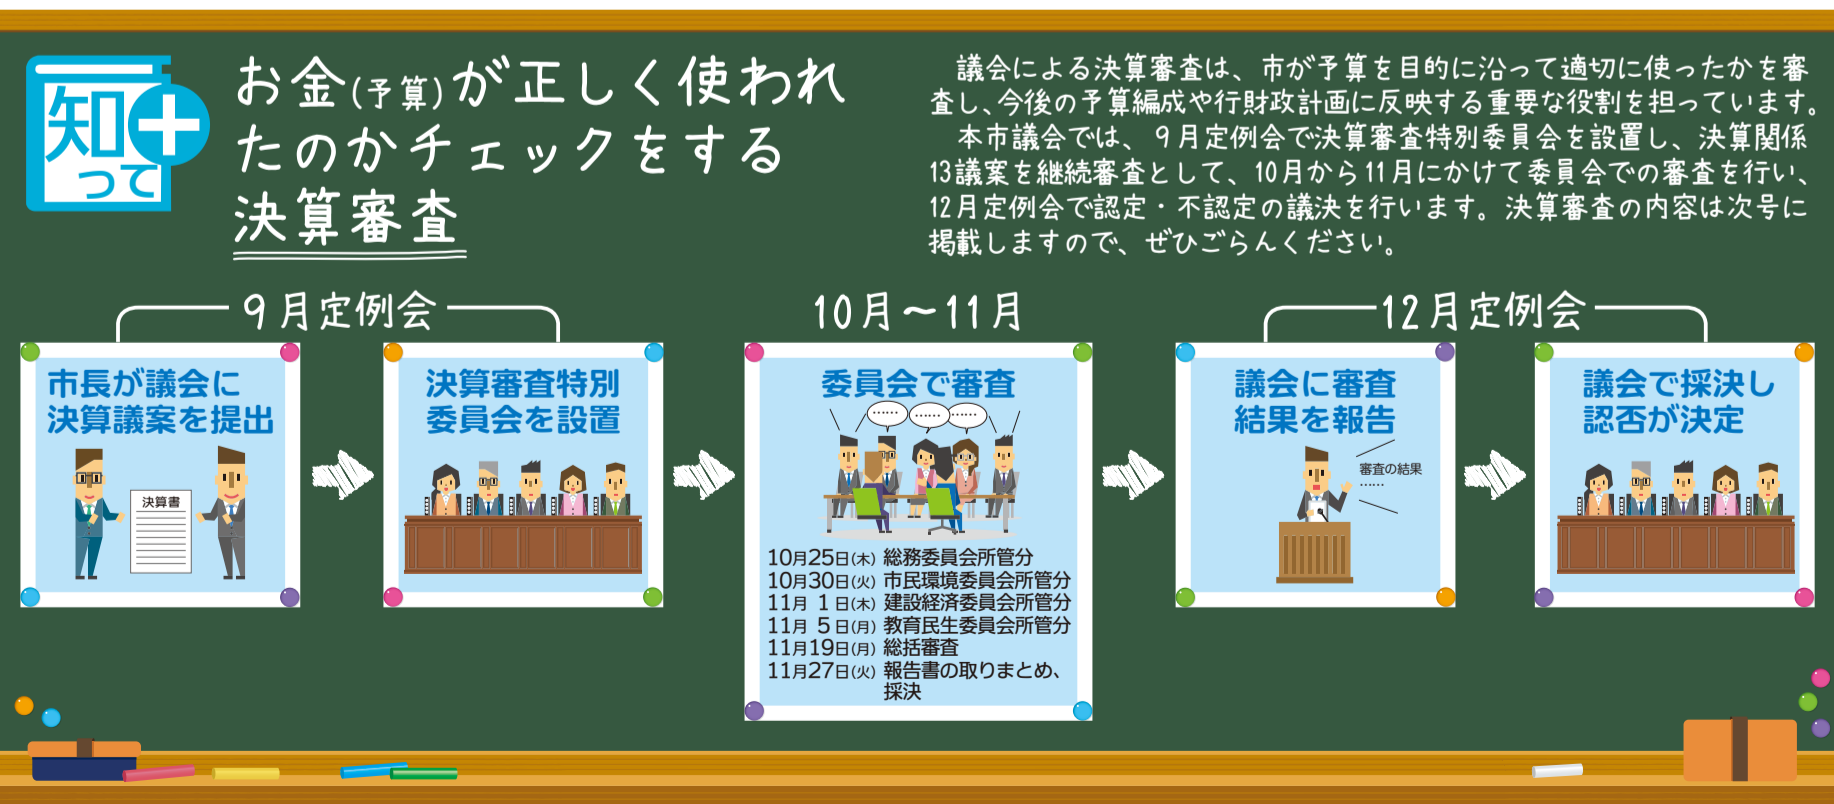 知って+
お金(予算)が正しく使われ
たのかチェックをする
決算審査
議会による決算審査は、市が予算を目的に沿って適切に使ったかを審
査し、今後の予算編成や行財政計画に反映する重要な役割を担っています。
本市議会では、9月定例会で決算審査特別委員会を設置し、決算関係
13議案を継続審査として、10月から11月にかけて委員会での審査を行い、
12月定例会で認定・不認定の議決を行います。決算審査の内容は次号に
掲載しますので、ぜひごらんください。
9月定例会
市長が議会に
決算議案を提出
決算書
決算審査特別
委員会を設置
10月～11月
委員会で審査
……
……
……
10月25日(木) 総務委員会所管分
10月30日(火) 市民環境委員会所管分
11月 1日(木) 建設経済委員会所管分
11月 5日(月) 教育民生委員会所管分
11月19日(月) 総括審査
11月27日(火) 報告書の取りまとめ、
採決
12月定例会
議会に審査
結果を報告
審査の結果
……
議会で採決し
認否が決定